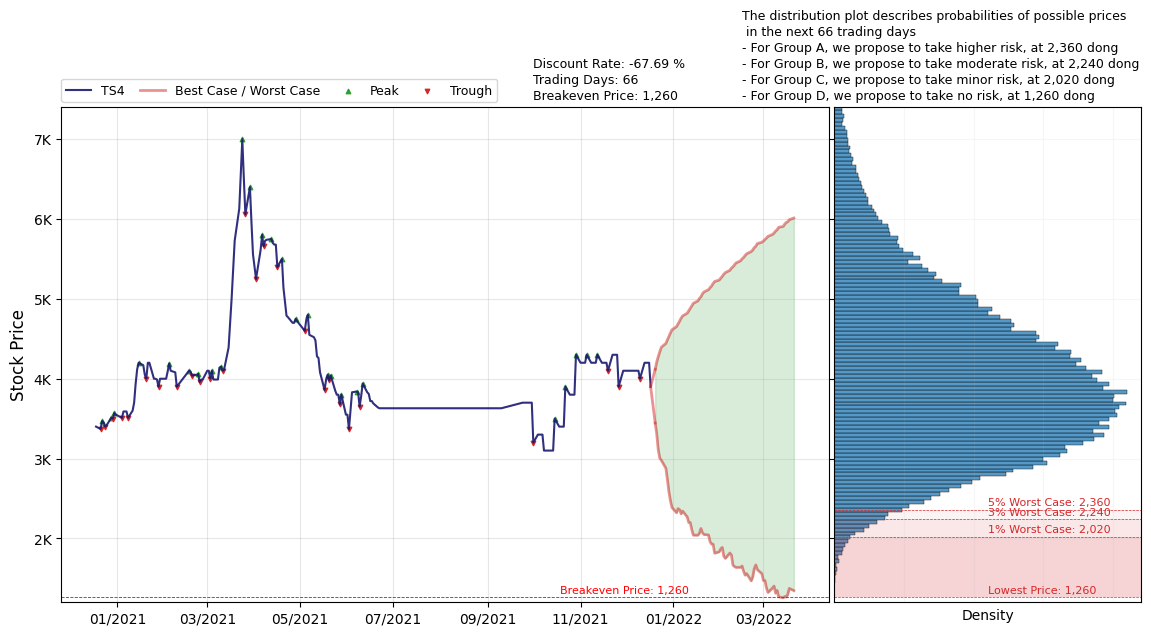 The distribution plot describes probabilities of possible prices
in the next 66 trading days
- For Group A, we propose to take higher risk, at 2,360 dong
- For Group B, we propose to take moderate risk, at 2,240 dong
- For Group C, we propose to take minor risk, at 2,020 dong
- For Group D, we propose to take no risk, at 1,260 dong
Discount Rate: -67.69 %
Trading Days: 66
Breakeven Price: 1,260
TS4
Best Case / Worst Case
Peak
Trough
Stock Price
7K
6K
5K
4K
3K
2K
Breakeven Price: 1,260
01/2021
03/2021
05/2021
07/2021
09/2021
11/2021
01/2022
03/2022
5% Worst Case: 2,360
3% Worst Case: 2,240
1% Worst Case: 2,020
Lowest Price: 1,260
Density